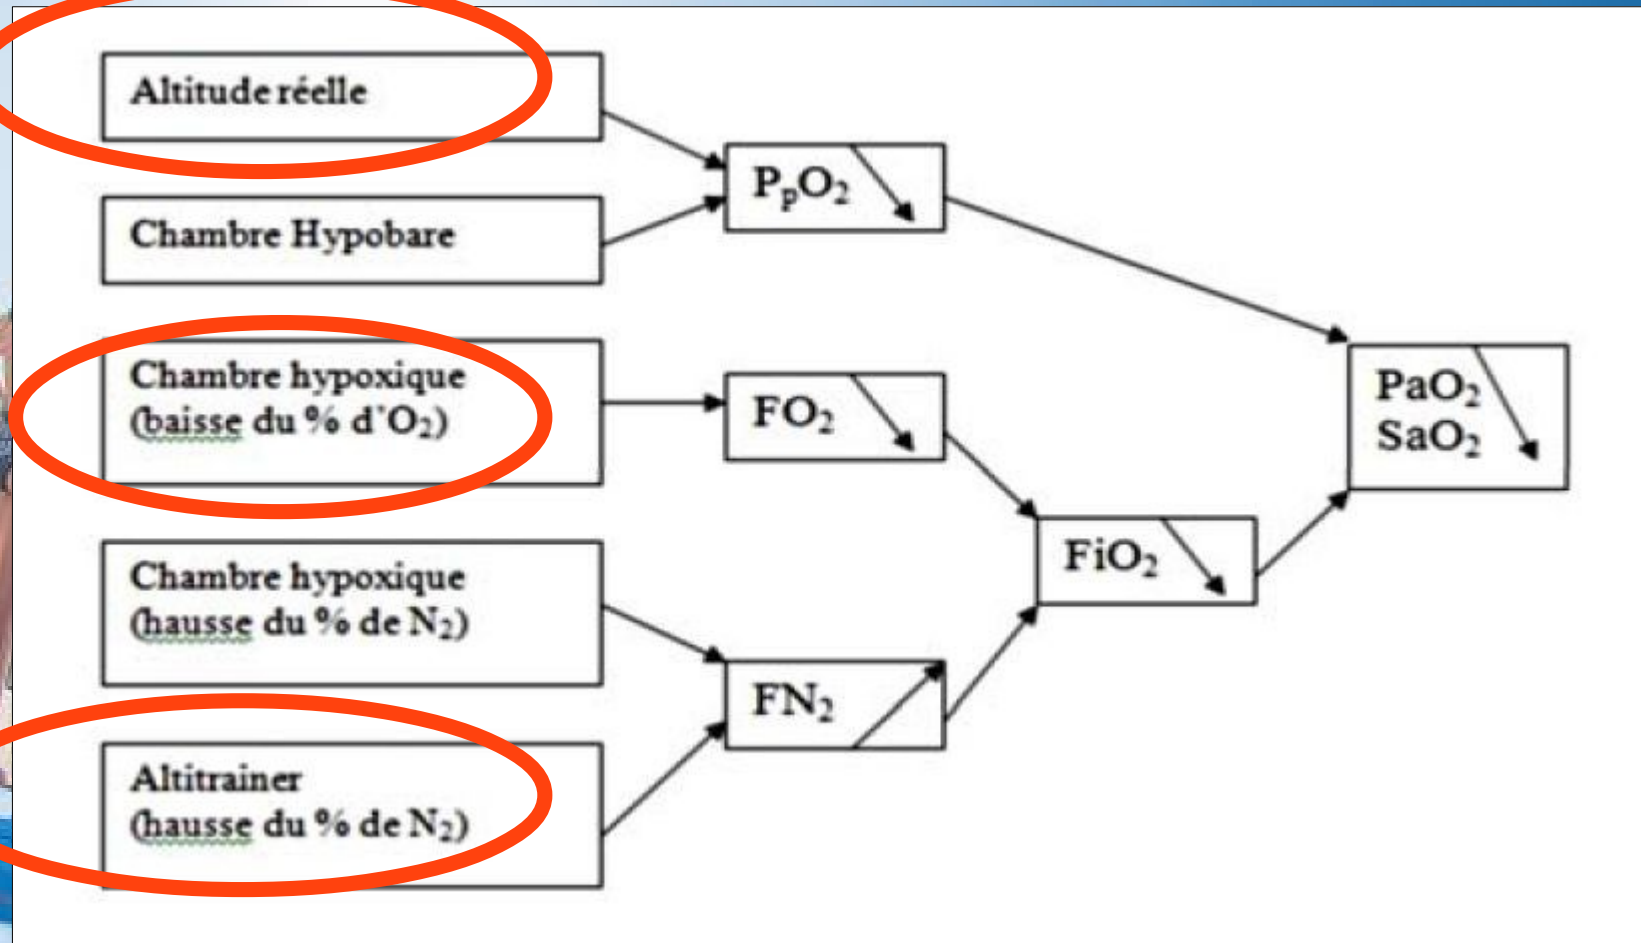 Altitude réelle
Chambre Hypobare
PpO₂
Chambre hypoxique
(baisse du % d'O₂)
FO₂
PaO₂
SaO₂
FiO₂
Chambre hypoxique
(hausse du % de N₂)
FN₂
Altitrainer
(hausse du % de N₂)